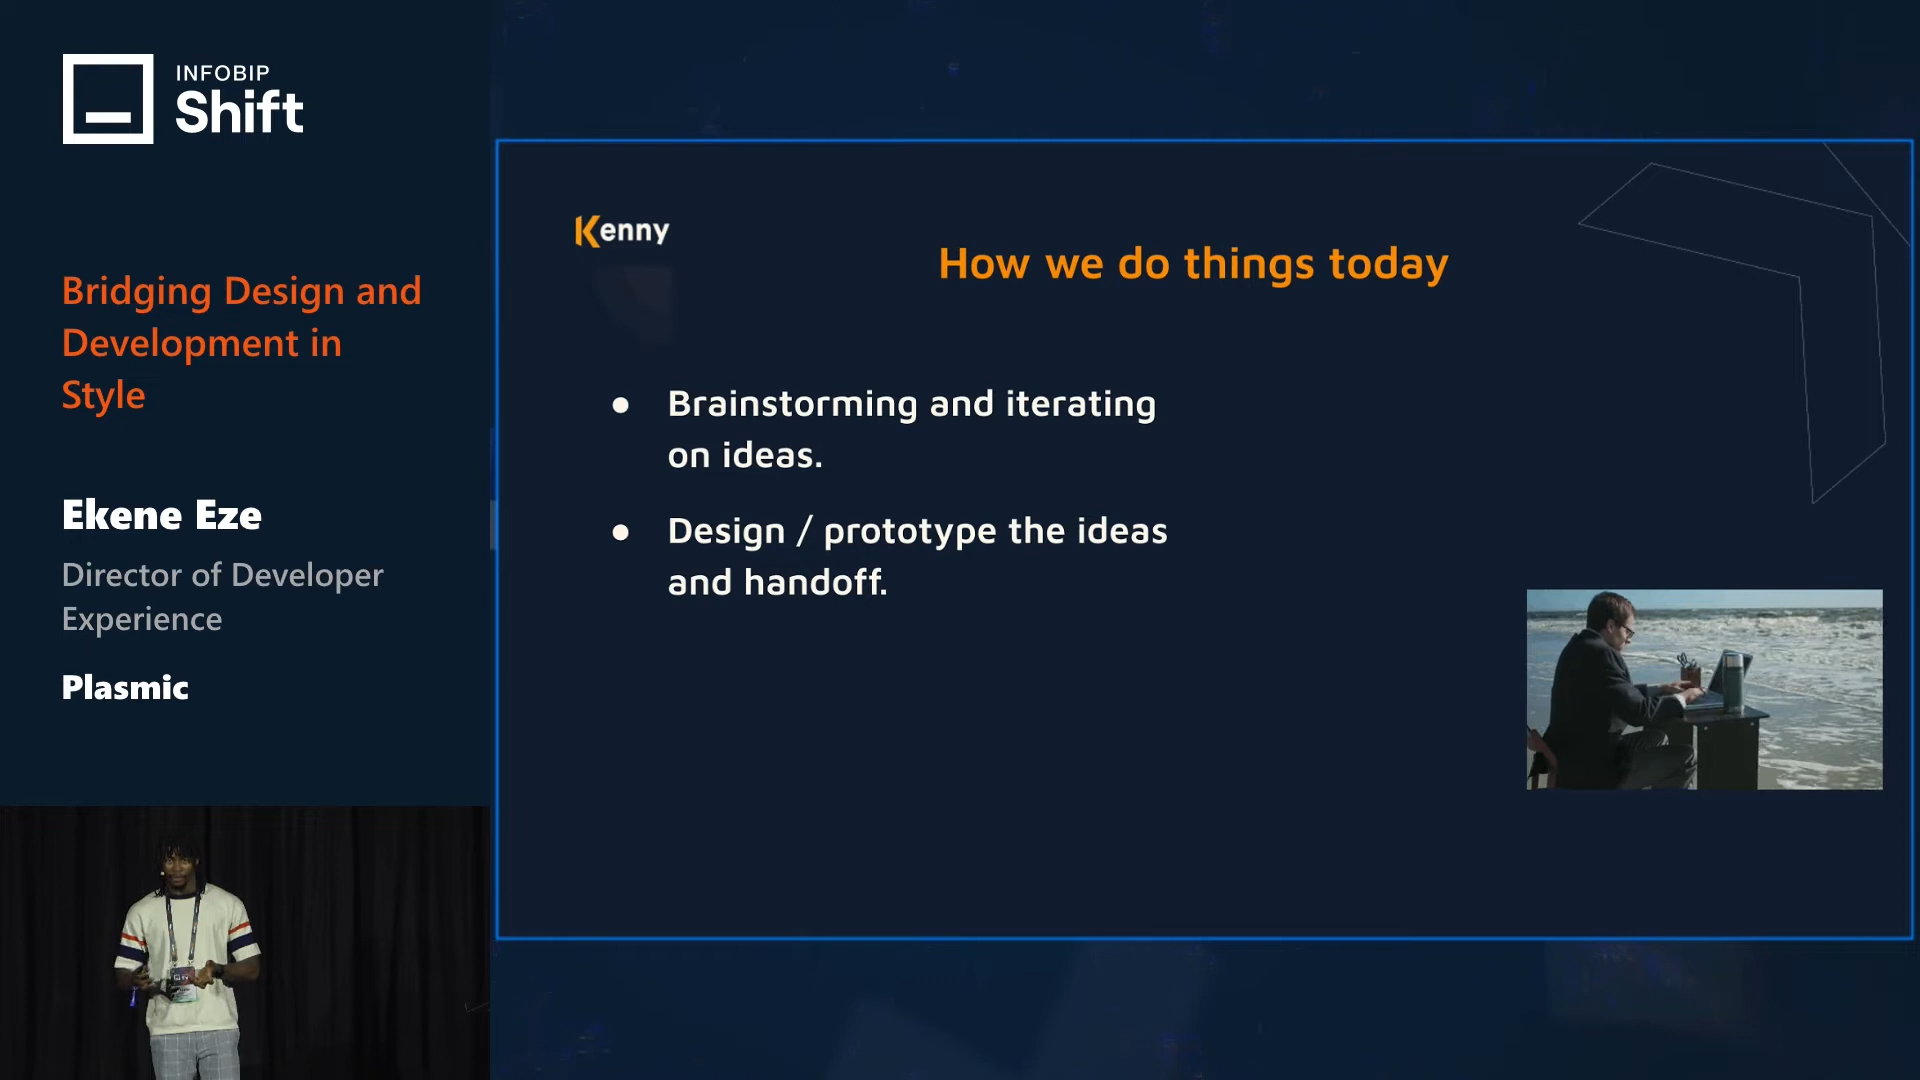 INFOBIP
Shift
Bridging Design and
Development in
Style
Ekene Eze
Director of Developer
Experience
Plasmic
Kenny
How we do things today
● Brainstorming and iterating
on ideas.
● Design / prototype the ideas
and handoff.